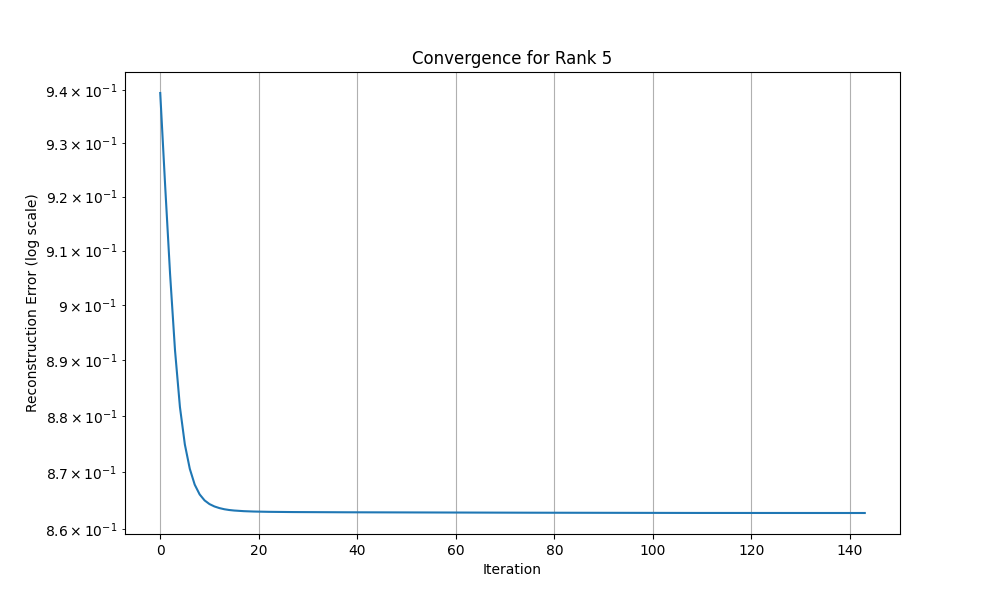 Convergence for Rank 5
Reconstruction Error (log scale)
9.4 × 10⁻¹
9.3 × 10⁻¹
9.2 × 10⁻¹
9.1 × 10⁻¹
9 × 10⁻¹
8.9 × 10⁻¹
8.8 × 10⁻¹
8.7 × 10⁻¹
8.6 × 10⁻¹
0 20 40 60 80 100 120 140
Iteration